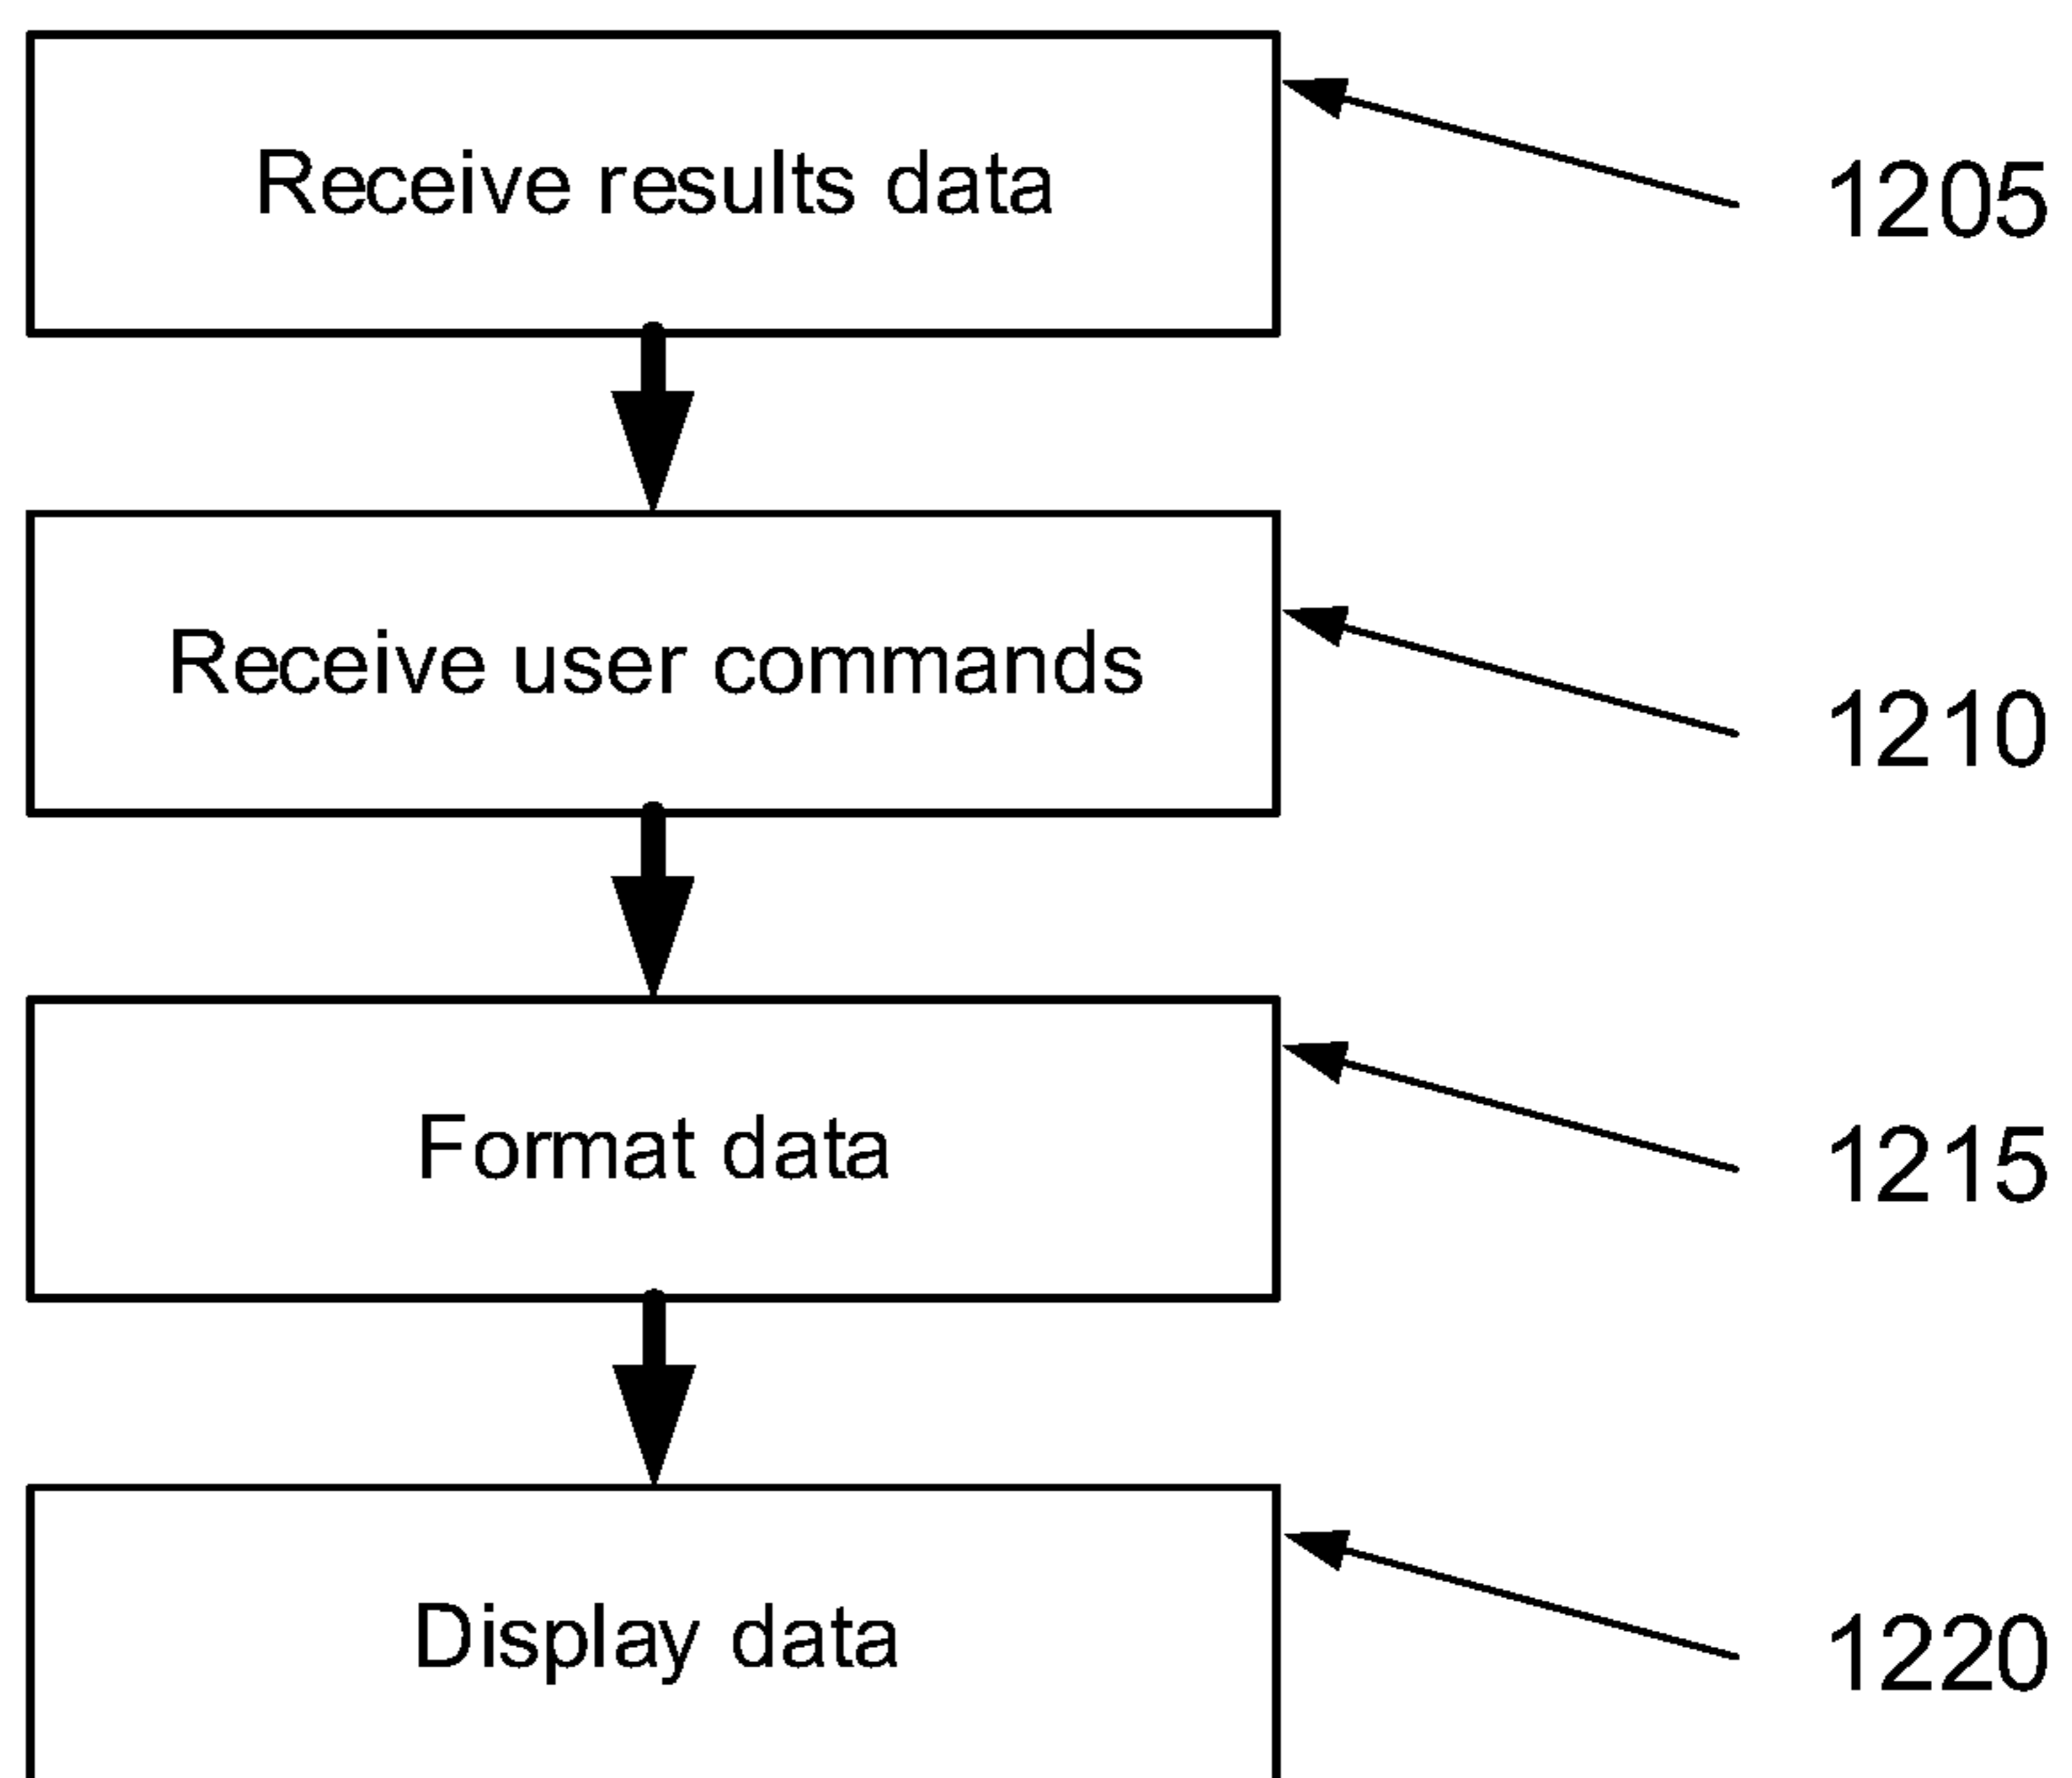 Receive results data
1205
Receive user commands
1210
Format data
1215
Display data
1220